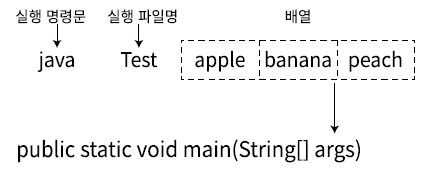 실행 명령문 실행 파일명 배열
java Test apple banana peach
public static void main(String[] args)